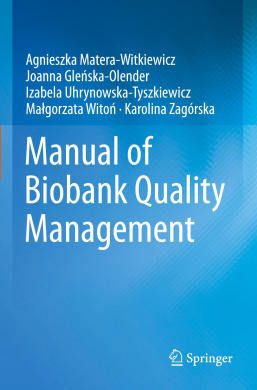 Agnieszka Matera-Witkiewicz
Joanna Gleńska-Olender
Izabela Uhrynowska-Tyszkiewicz
Małgorzata Witoń · Karolina Zagórska
Manual of
Biobank Quality
Management
Springer